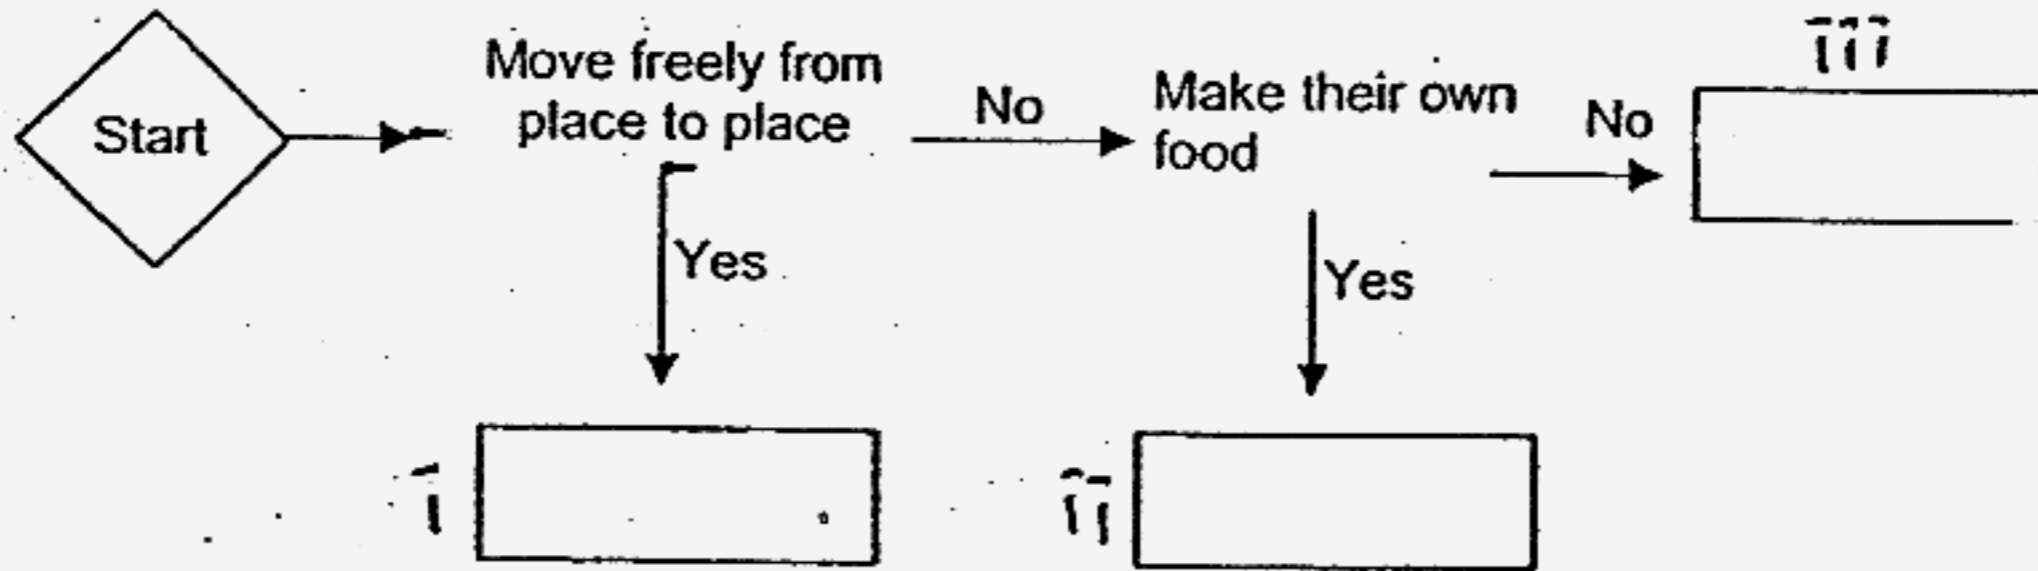 Start
Move freely from
place to place
No
Make their own
food
No
iii
Yes
Yes
i
ii